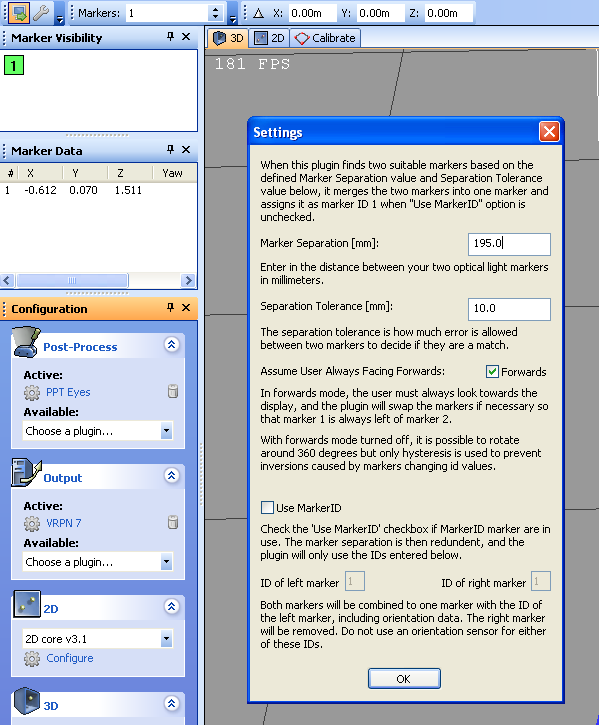 Markers: 1
X: 0.00m Y: 0.00m Z: 0.00m
Marker Visibility
1
3D 2D Calibrate
181 FPS
Marker Data
# X Y Z Yaw
1 -0.612 0.070 1.511
Configuration
Post-Process
Active:
PPT Eyes
Available:
Choose a plugin...
Output
Active:
VRPN 7
Available:
Choose a plugin...
2D
2D core v3.1
Configure
3D
Settings
When this plugin finds two suitable markers based on the
defined Marker Separation value and Separation Tolerance
value below, it merges the two markers into one marker and
assigns it as marker ID 1 when "Use MarkerID" option is
unchecked.
Marker Separation [mm]: 195.0
Enter in the distance between your two optical light markers
in millimeters.
Separation Tolerance [mm]: 10.0
The separation tolerance is how much error is allowed
between two markers to decide if they are a match.
Assume User Always Facing Forwards: Forwards
In forwards mode, the user must always look towards the
display, and the plugin will swap the markers if necessary so
that marker 1 is always left of marker 2.
With forwards mode turned off, it is possible to rotate
around 360 degrees but only hysteresis is used to prevent
inversions caused by markers changing id values.
Use MarkerID
Check the 'Use MarkerID' checkbox if MarkerID marker are in
use. The marker separation is then redundent, and the
plugin will only use the IDs entered below.
ID of left marker 1 ID of right marker 1
Both markers will be combined to one marker with the ID of
the left marker, including orientation data. The right marker
will be removed. Do not use an orientation sensor for either
of these IDs.
OK